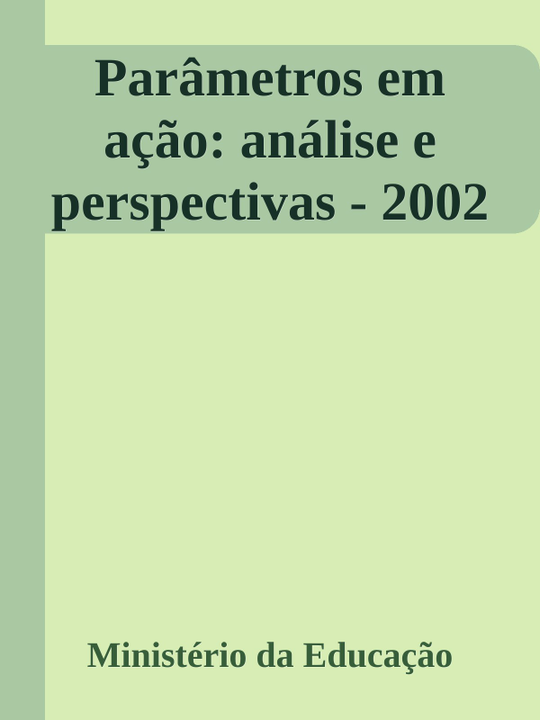 Parâmetros em
ação: análise e
perspectivas - 2002
Ministério da Educação